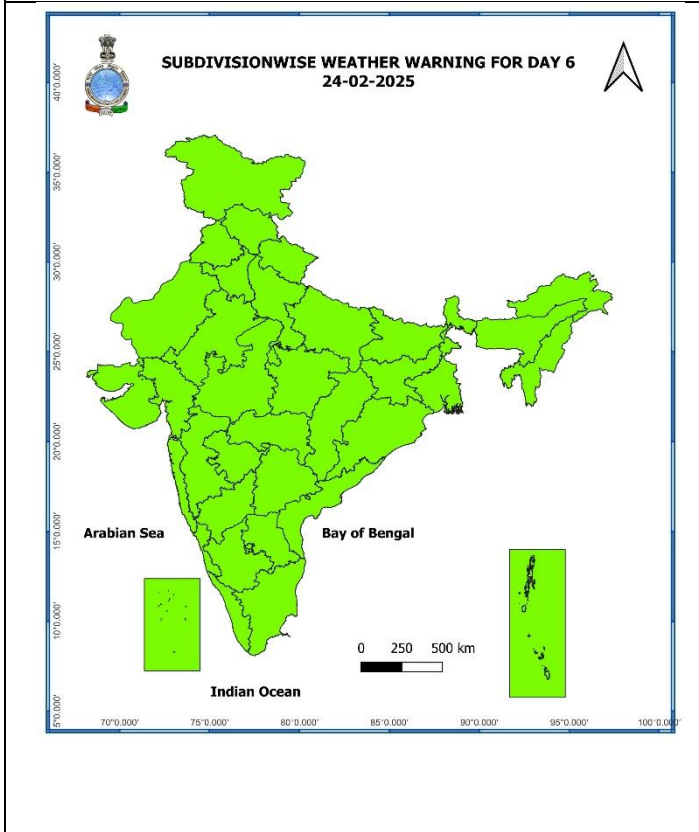 SUBDIVISIONWISE WEATHER WARNING FOR DAY 6
24-02-2025
40°0.000'
35°0.000'
30°0.000'
25°0.000'
20°0.000'
15°0.000'
10°0.000'
5°0.000'
Arabian Sea
Bay of Bengal
0 250 500 km
Indian Ocean
70°0.000' 75°0.000' 80°0.000' 85°0.000' 90°0.000' 95°0.000' 100°0.000'